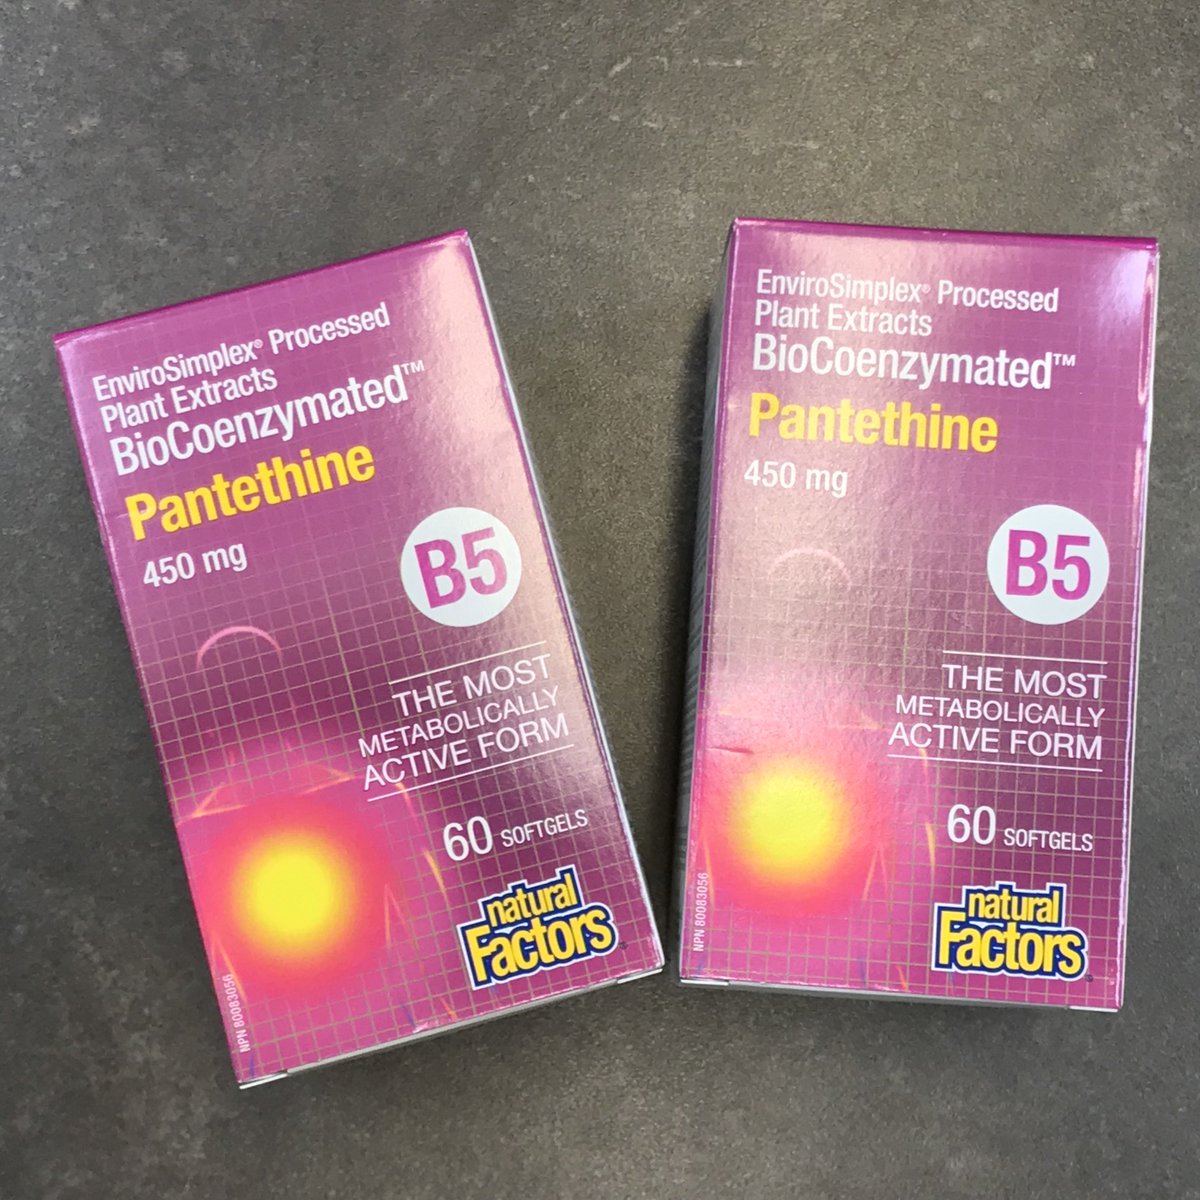 EnviroSimplex® Processed
Plant Extracts
BioCoenzymated™
Pantethine
450 mg
B5
THE MOST
METABOLICALLY
ACTIVE FORM
60 SOFTGELS
natural
Factors®
NPN 80083056
EnviroSimplex® Processed
Plant Extracts
BioCoenzymated™
Pantethine
450 mg
B5
THE MOST
METABOLICALLY
ACTIVE FORM
60 SOFTGELS
natural
Factors®
NPN 80083056